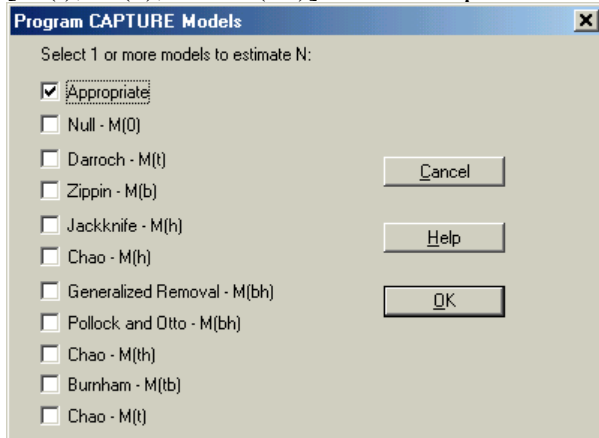 Program CAPTURE Models
Select 1 or more models to estimate N:
Appropriate
Null - M(0)
Darroch - M(t)
Zippin - M(b)
Jackknife - M(h)
Chao - M(h)
Generalized Removal - M(bh)
Pollock and Otto - M(bh)
Chao - M(th)
Burnham - M(tb)
Chao - M(t)
Cancel
Help
OK